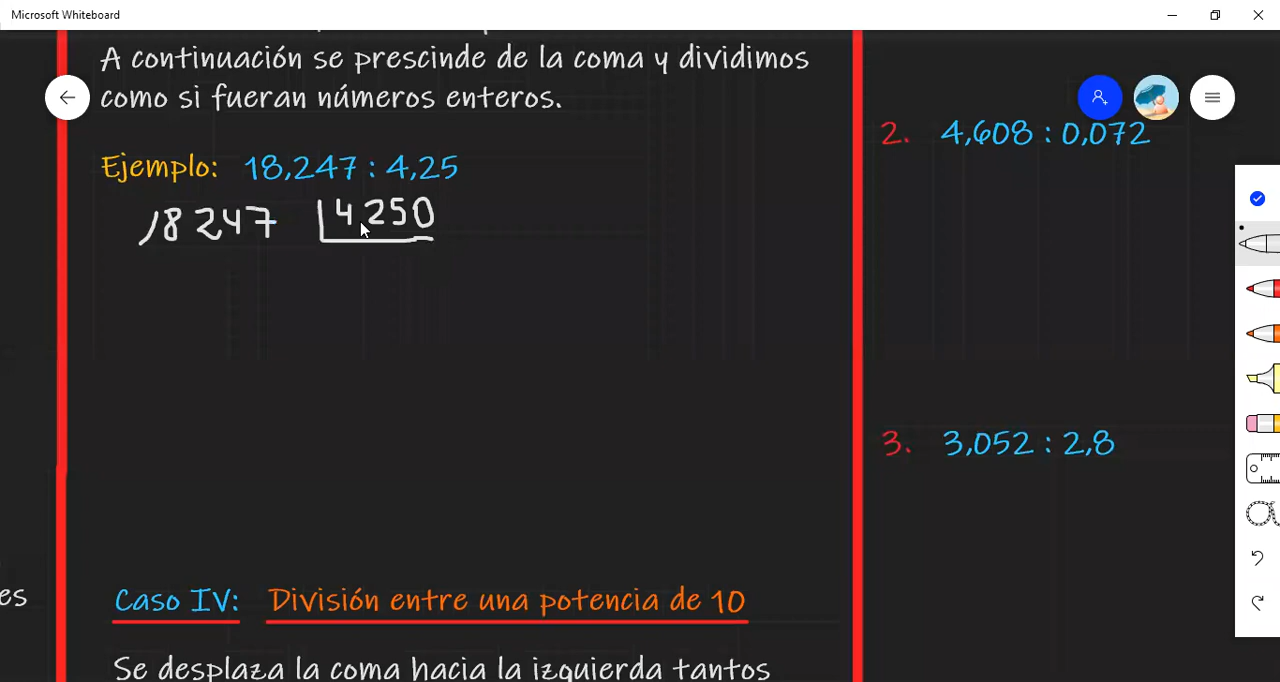 Microsoft Whiteboard
A continuación se prescinde de la coma y dividimos
como si fueran números enteros.
Ejemplo: 18,247 : 4,25
18247 4250
2. 4,608 : 0,072
3. 3,052 : 2,8
es
Caso IV: División entre una potencia de 10
Se desplaza la coma hacia la izquierda tantos